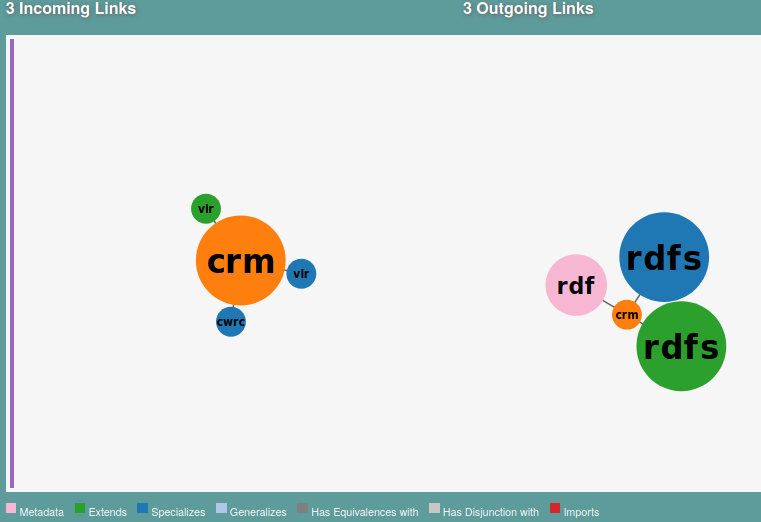 3 Incoming Links
3 Outgoing Links
vir
crm
vir
cwrc
rdfs
rdf
crm
rdfs
Metadata Extends Specializes Generalizes Has Equivalences with Has Disjunction with Imports